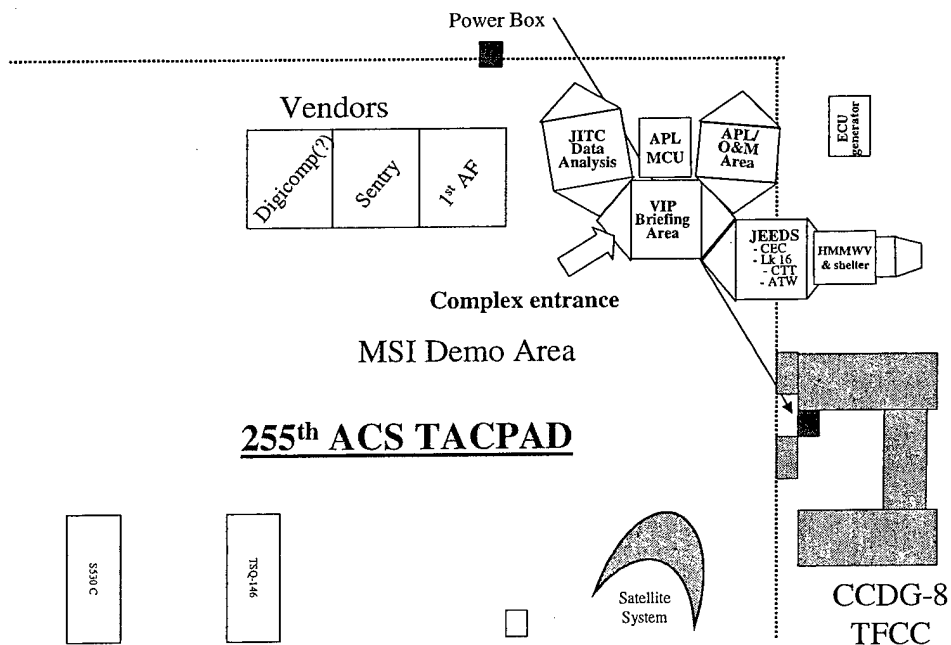 Power Box
Vendors
Digicomp(?)
Sentry
1st AF
JITC
Data
Analysis
APL
MCU
APL/
O&M
Area
ECU
generator
VIP
Briefing
Area
JEEDS
- CEC
- Lk 16
- CTT
- ATW
HMMWV
& shelter
Complex entrance
MSI Demo Area
255th ACS TACPAD
S530 C
TSQ-146
Satellite
System
CCDG-8
TFCC